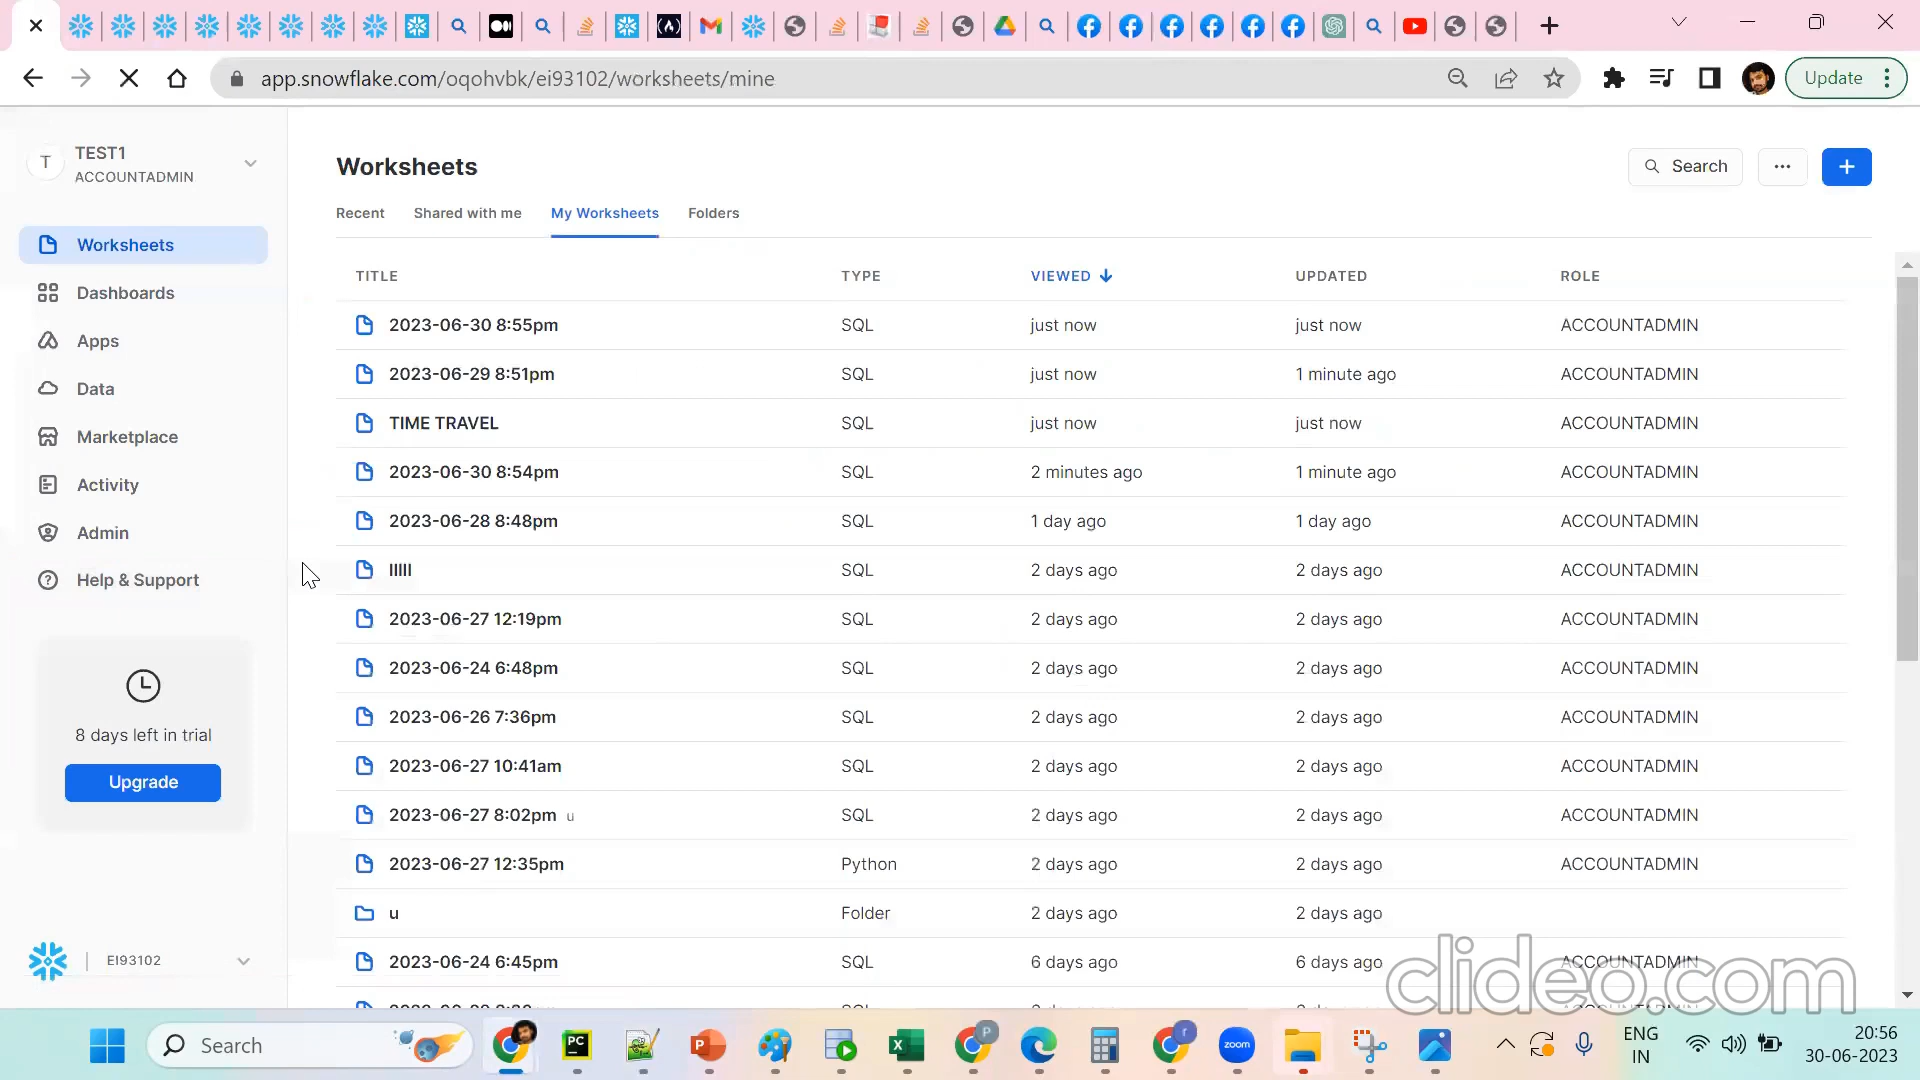 app.snowflake.com/oqohvbk/ei93102/worksheets/mine
Update
T
TEST1
ACCOUNTADMIN
Worksheets
Dashboards
Apps
Data
Marketplace
Activity
Admin
Help & Support
8 days left in trial
Upgrade
EI93102
Worksheets
Search
Recent Shared with me My Worksheets Folders
TITLE TYPE VIEWED UPDATED ROLE
2023-06-30 8:55pm SQL just now just now ACCOUNTADMIN
2023-06-29 8:51pm SQL just now 1 minute ago ACCOUNTADMIN
TIME TRAVEL SQL just now just now ACCOUNTADMIN
2023-06-30 8:54pm SQL 2 minutes ago 1 minute ago ACCOUNTADMIN
2023-06-28 8:48pm SQL 1 day ago 1 day ago ACCOUNTADMIN
SQL 2 days ago 2 days ago ACCOUNTADMIN
2023-06-27 12:19pm SQL 2 days ago 2 days ago ACCOUNTADMIN
2023-06-24 6:48pm SQL 2 days ago 2 days ago ACCOUNTADMIN
2023-06-26 7:36pm SQL 2 days ago 2 days ago ACCOUNTADMIN
2023-06-27 10:41am SQL 2 days ago 2 days ago ACCOUNTADMIN
2023-06-27 8:02pm u SQL 2 days ago 2 days ago ACCOUNTADMIN
2023-06-27 12:35pm Python 2 days ago 2 days ago ACCOUNTADMIN
u Folder 2 days ago 2 days ago
2023-06-24 6:45pm SQL 6 days ago 6 days ago ACCOUNTADMIN
clideo.com
Search
PC
P
r
zoom
ENG
IN
20:56
30-06-2023